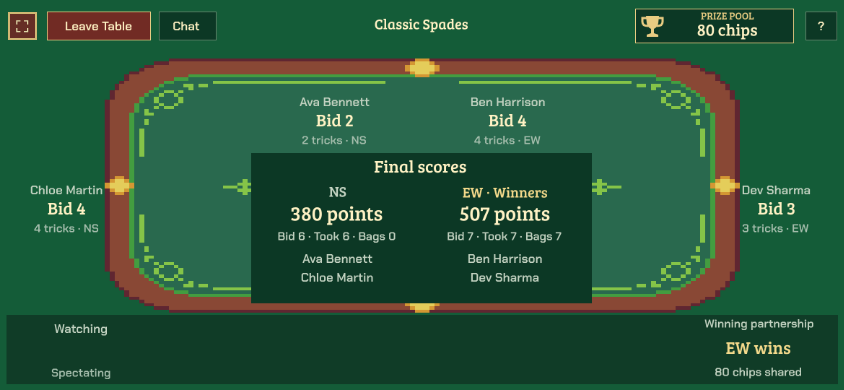 Leave Table
Chat
Classic Spades
PRIZE POOL
80 chips
?
Ava Bennett
Bid 2
2 tricks · NS
Ben Harrison
Bid 4
4 tricks · EW
Chloe Martin
Bid 4
4 tricks · NS
Dev Sharma
Bid 3
3 tricks · EW
Final scores
NS
380 points
Bid 6 · Took 6 · Bags 0
Ava Bennett
Chloe Martin
EW · Winners
507 points
Bid 7 · Took 7 · Bags 7
Ben Harrison
Dev Sharma
Watching
Spectating
Winning partnership
EW wins
80 chips shared